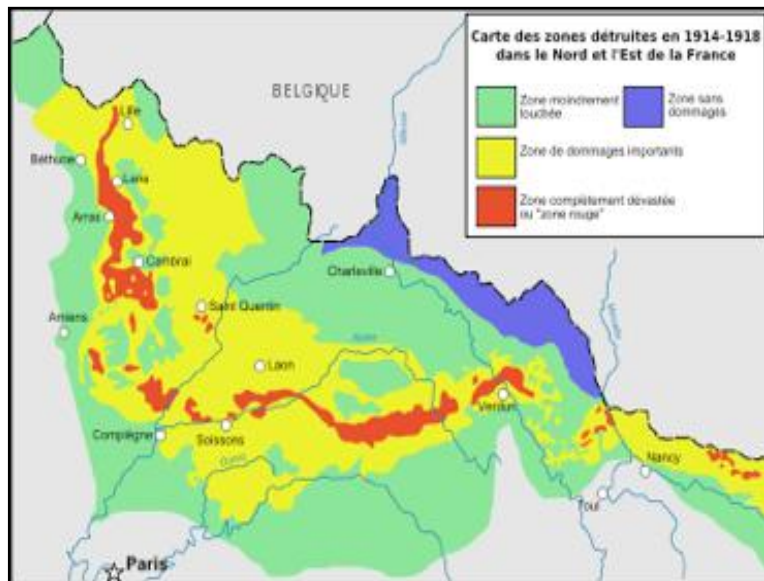 Carte des zones détruites en 1914-1918
dans le Nord et l'Est de la France
Zone moindrement
touchée
Zone sans
dommages
Zone de dommages importants
Zone complètement dévastée
ou "zone rouge"
BELGIQUE
Lille
Béthune
Lens
Arras
Cambrai
Charleville
Saint Quentin
Amiens
Laon
Verdun
Compiègne
Soissons
Nancy
Toul
Paris